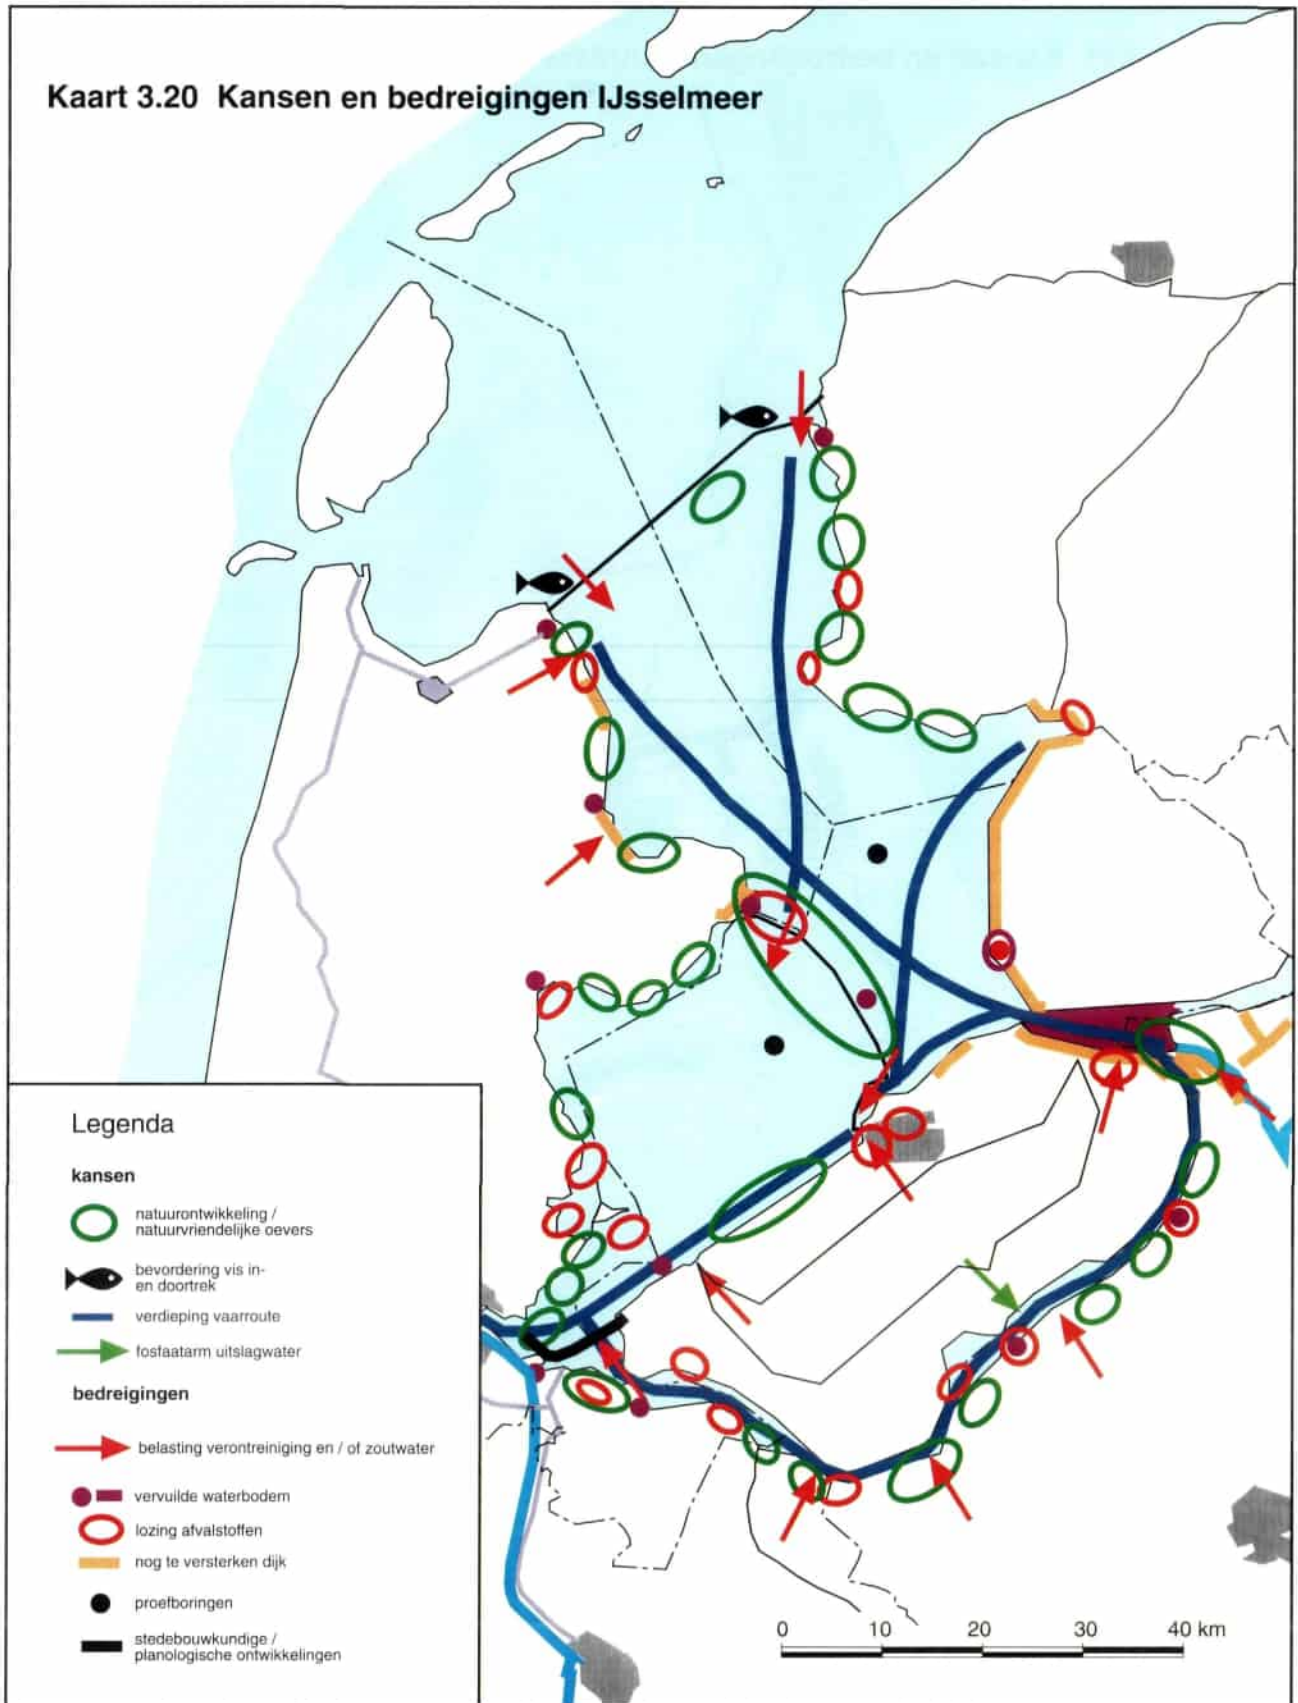 Kaart 3.20 Kansen en bedreigingen IJsselmeer
Legenda
kansen
natuurontwikkeling /
natuurvriendelijke oevers
bevordering vis in-
en doortrek
verdieping vaarroute
fosfaatarm uitslagwater
bedreigingen
belasting verontreiniging en / of zoutwater
vervuilde waterbodem
lozing afvalstoffen
nog te versterken dijk
proefboringen
stedebouwkundige /
planologische ontwikkelingen
0 10 20 30 40 km